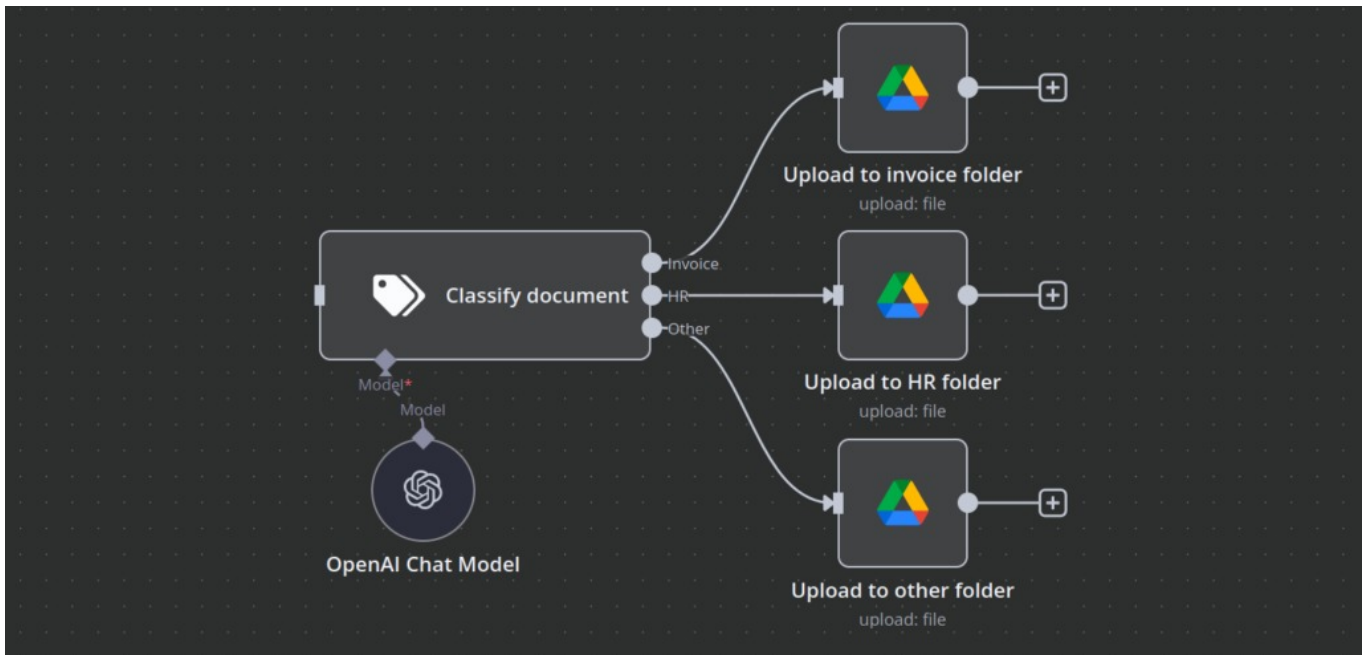 Upload to invoice folder
upload: file
Classify document
Invoice
HR
Other
Upload to HR folder
upload: file
Model*
Model
OpenAI Chat Model
Upload to other folder
upload: file